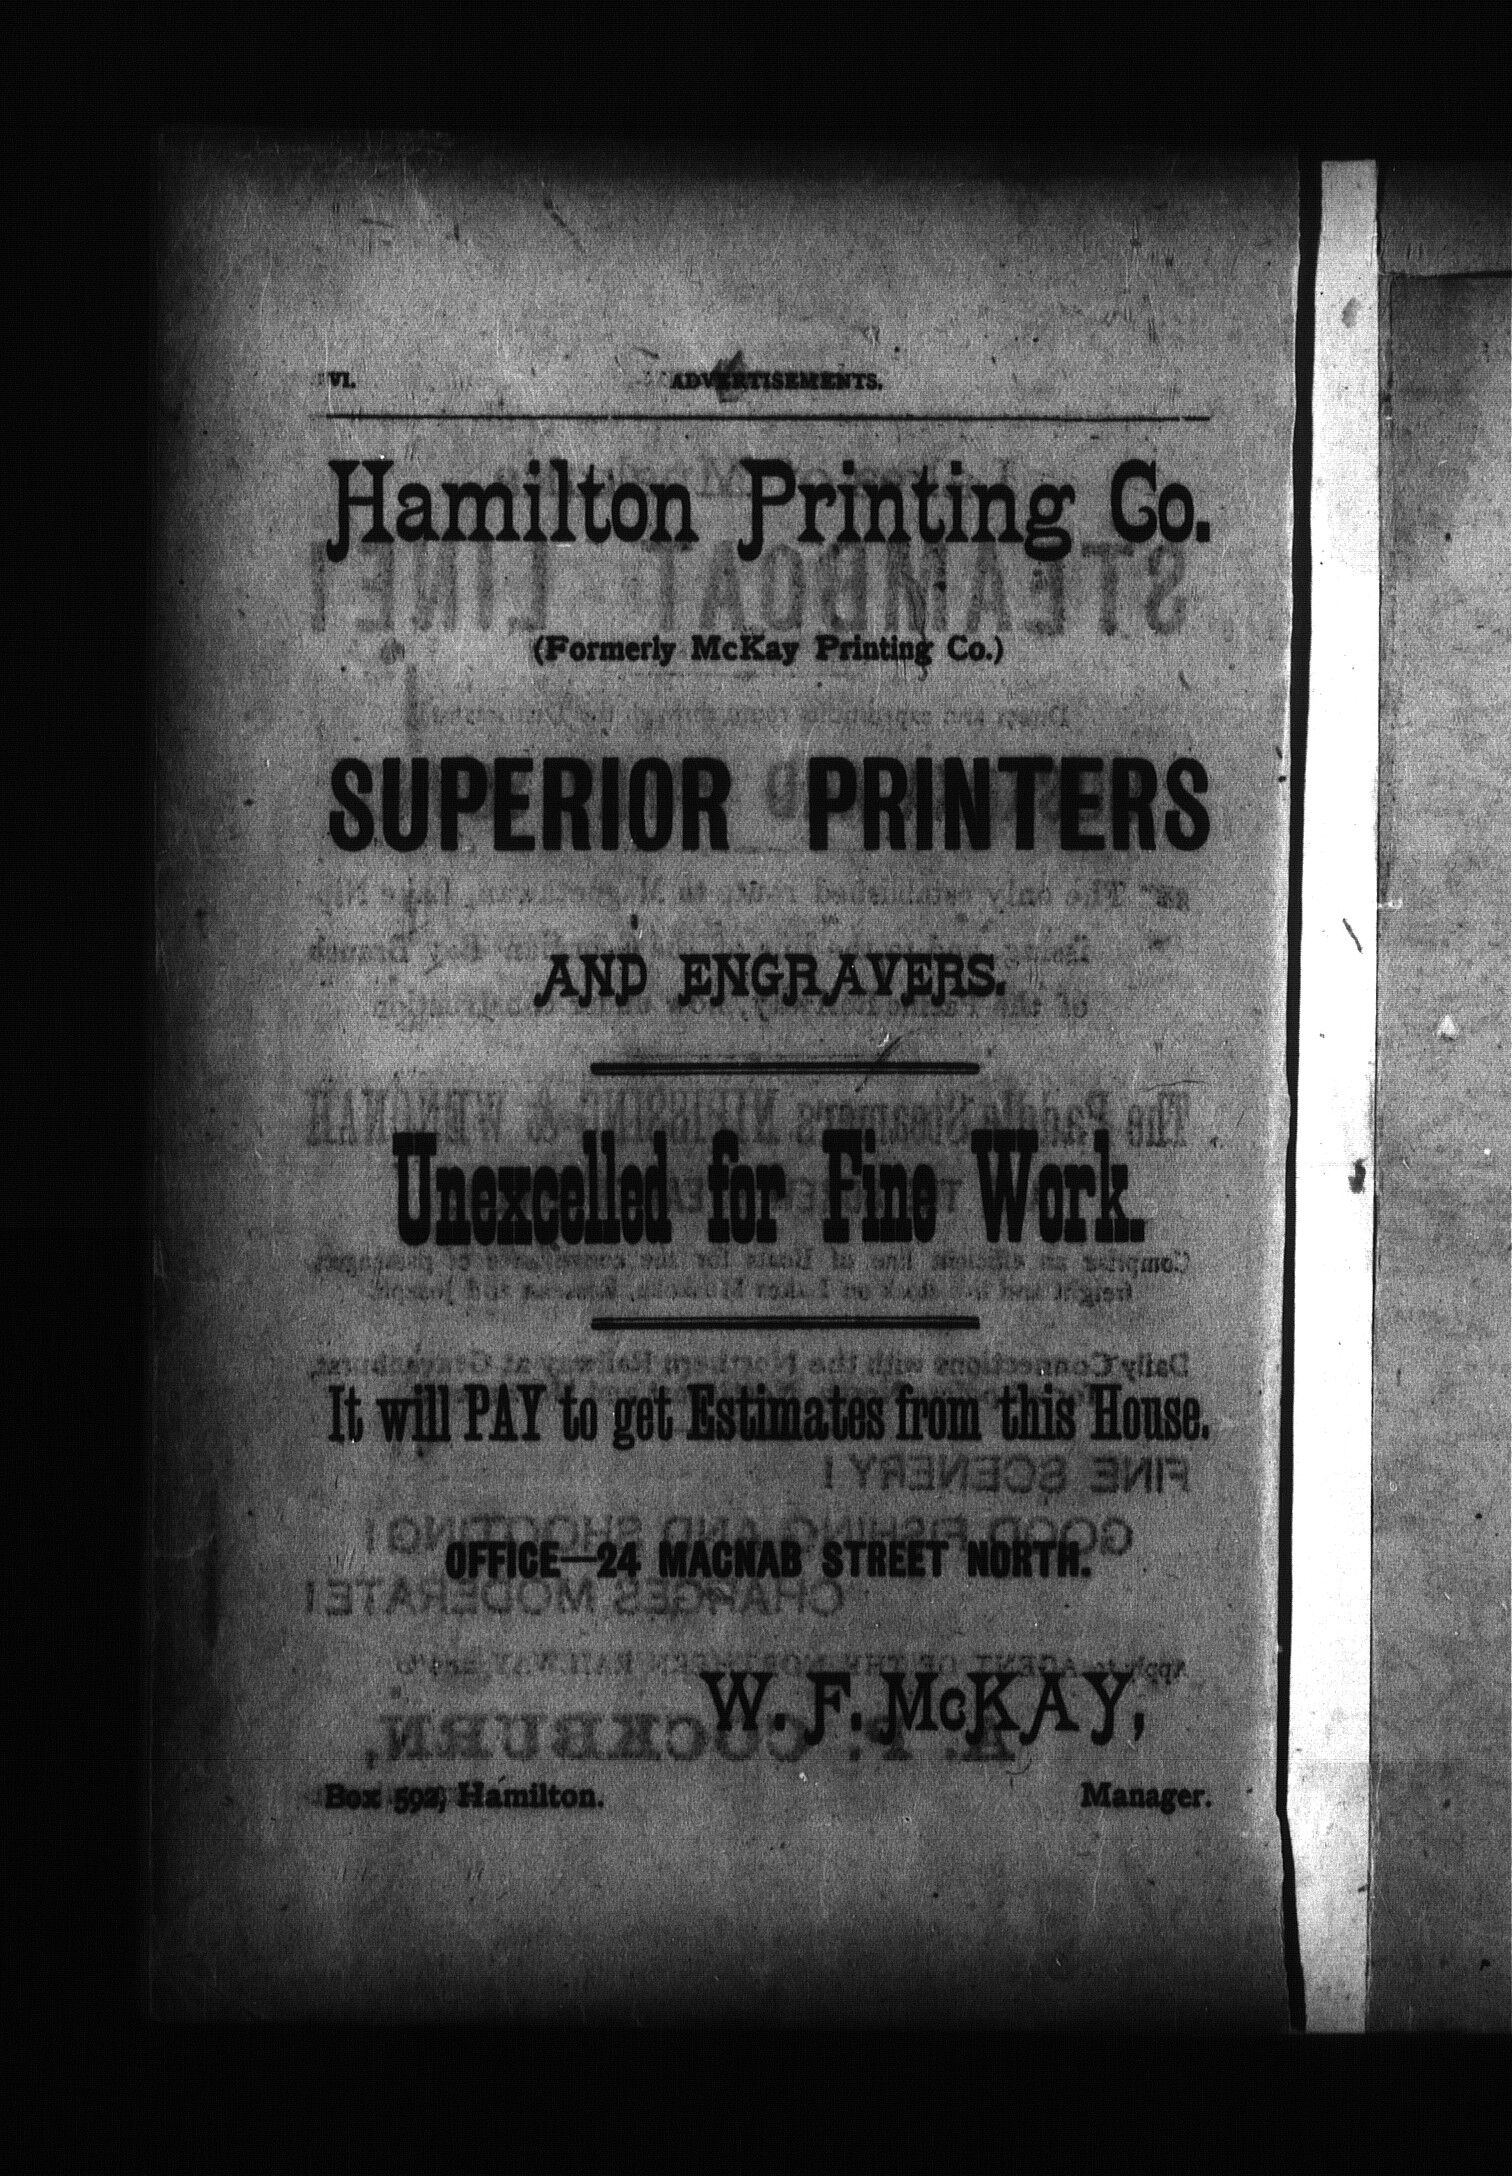 VI. ADVERTISEMENTS.
Hamilton Printing Co.
(Formerly McKay Printing Co.)
SUPERIOR PRINTERS
AND ENGRAVERS.
Unexcelled for Fine Work.
It will PAY to get Estimates from this House.
OFFICE—24 MACNAB STREET NORTH.
W. F. McKAY,
Box 592, Hamilton. Manager.